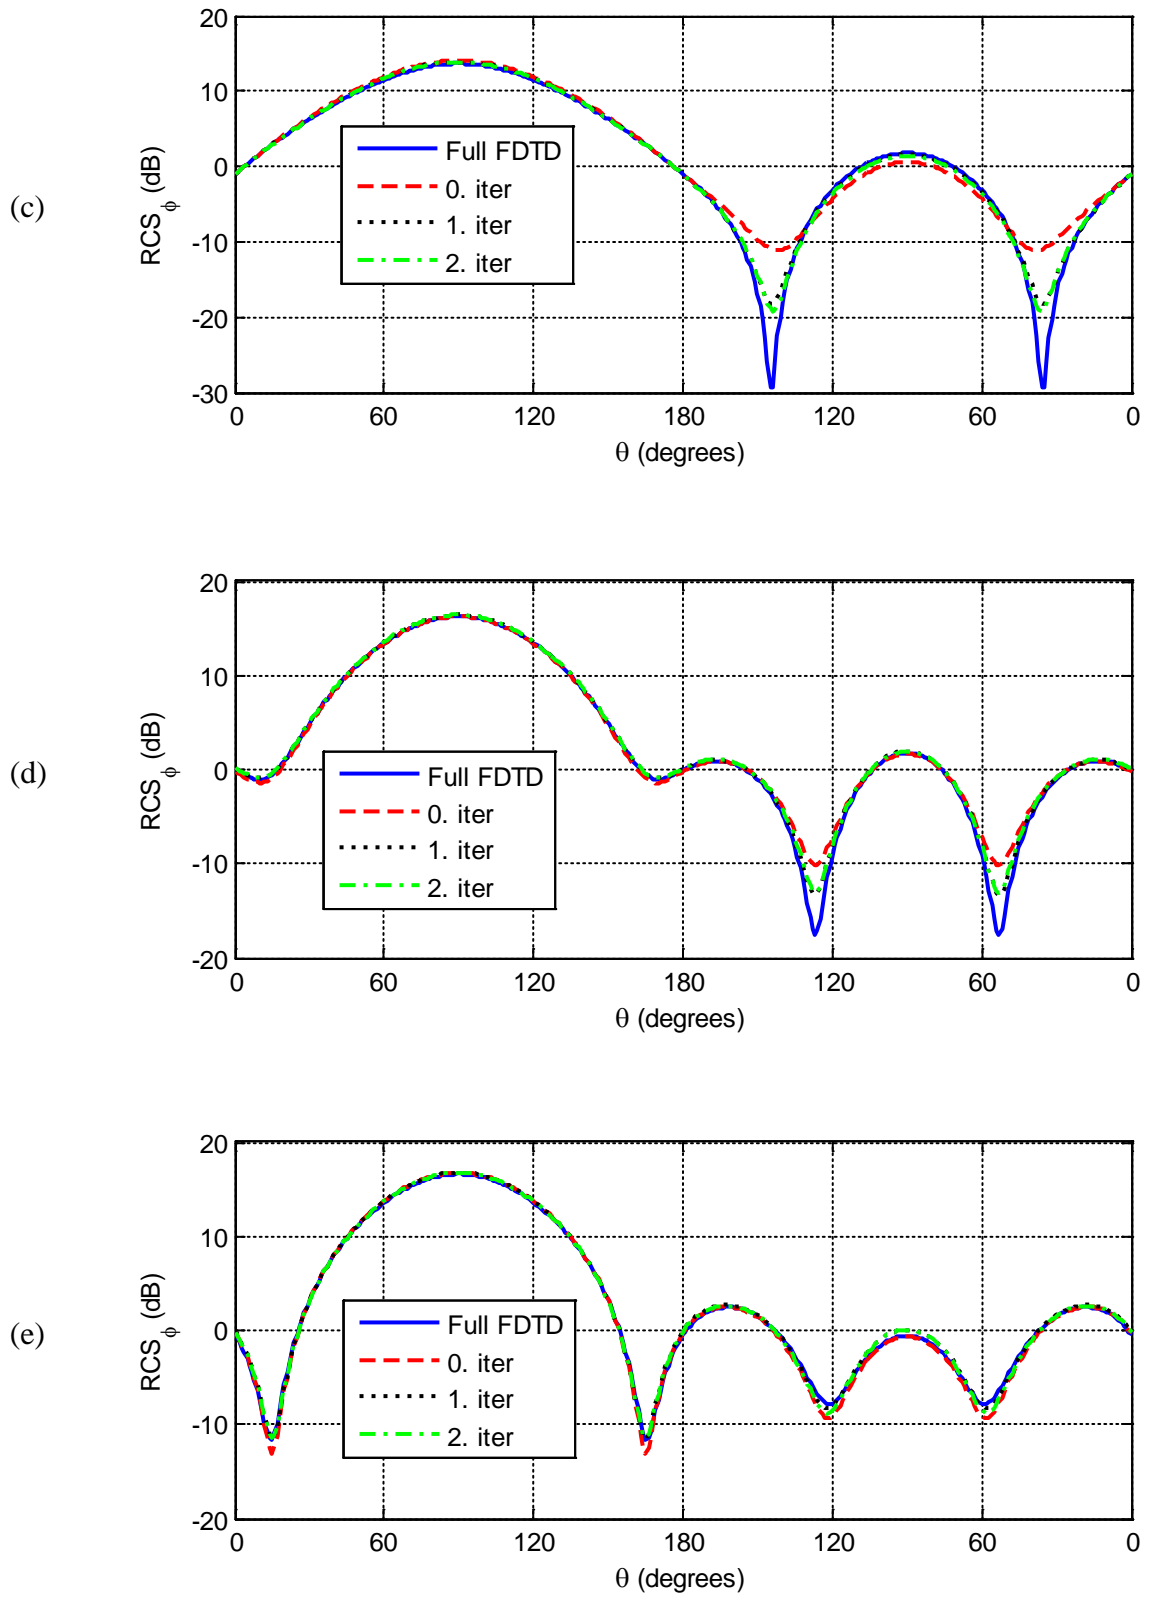 (c)
RCS_ϕ (dB)
20
10
0
-10
-20
-30
Full FDTD
0. iter
1. iter
2. iter
0 60 120 180 120 60 0
θ (degrees)
(d)
RCS_ϕ (dB)
20
10
0
-10
-20
Full FDTD
0. iter
1. iter
2. iter
0 60 120 180 120 60 0
θ (degrees)
(e)
RCS_ϕ (dB)
20
10
0
-10
-20
Full FDTD
0. iter
1. iter
2. iter
0 60 120 180 120 60 0
θ (degrees)